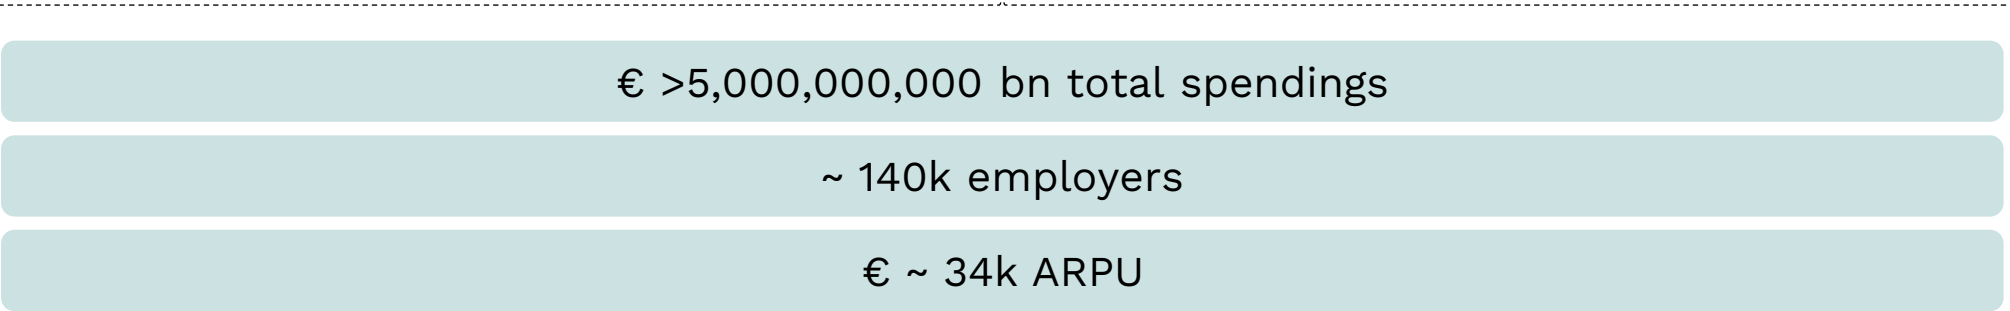 € >5,000,000,000 bn total spendings
~ 140k employers
€ ~ 34k ARPU